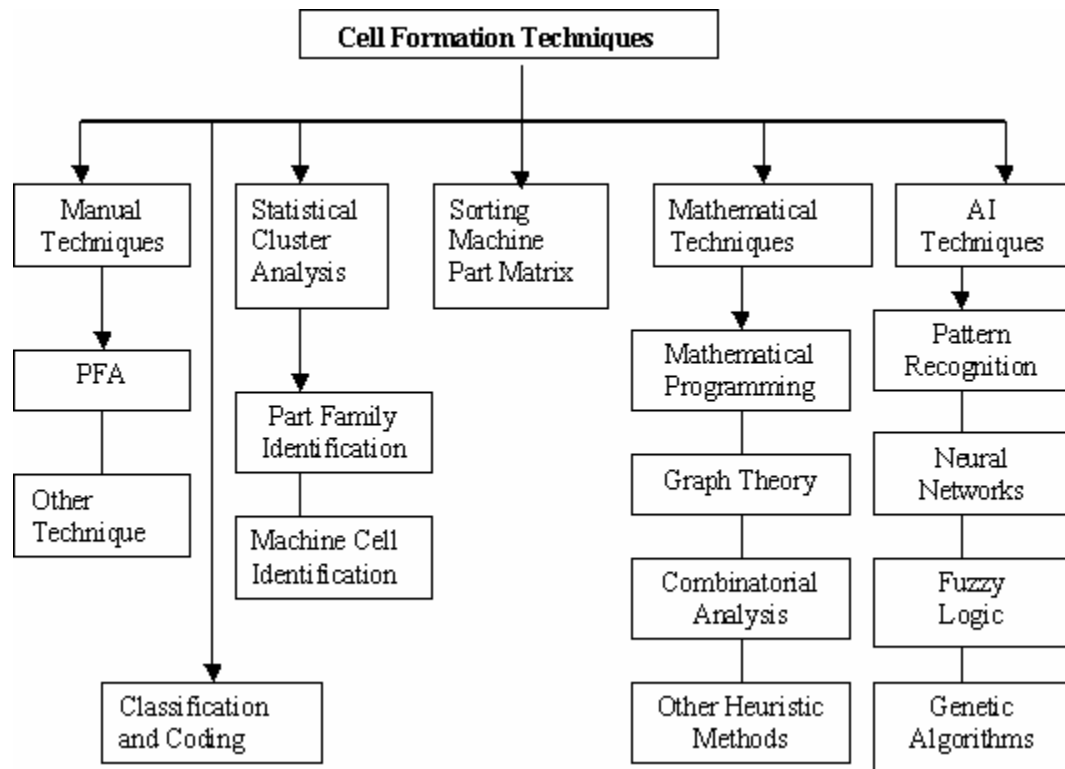 Cell Formation Techniques
Manual
Techniques
Statistical
Cluster
Analysis
Sorting
Machine
Part Matrix
Mathematical
Techniques
AI
Techniques
PFA
Other
Technique
Part Family
Identification
Machine Cell
Identification
Mathematical
Programming
Graph Theory
Combinatorial
Analysis
Other Heuristic
Methods
Pattern
Recognition
Neural
Networks
Fuzzy
Logic
Genetic
Algorithms
Classification
and Coding